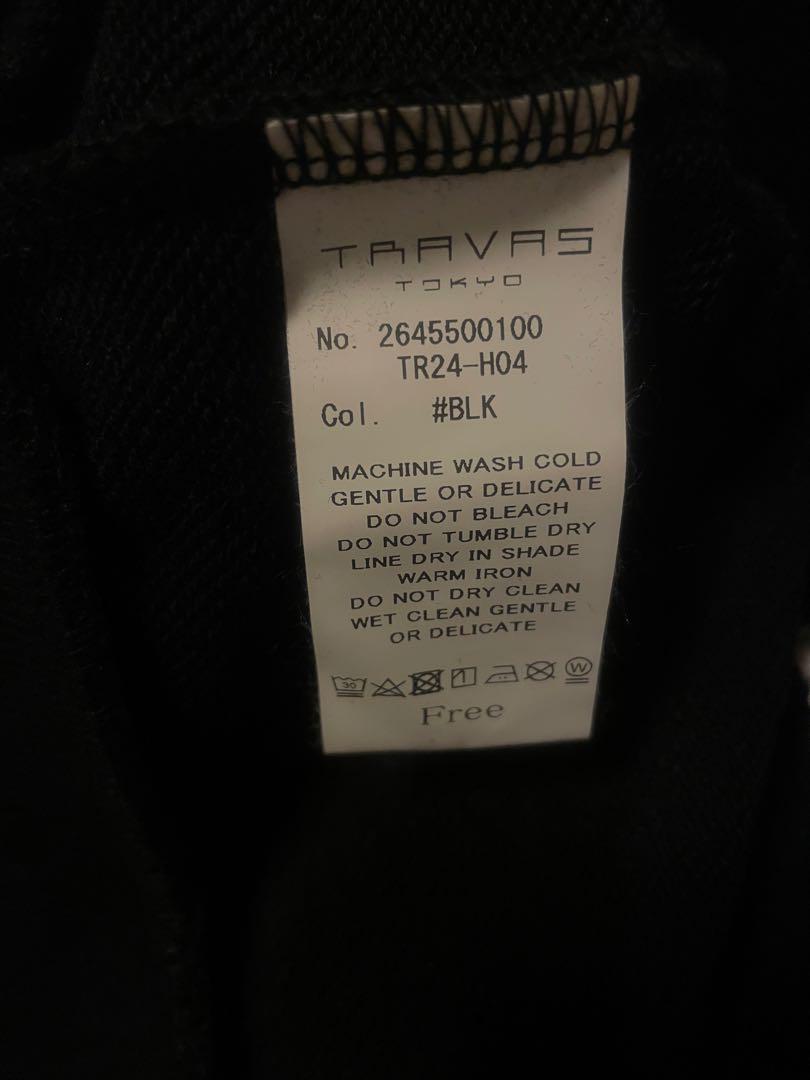 TRAVAS
TOKYO
No. 2645500100
TR24-H04
Col. #BLK
MACHINE WASH COLD
GENTLE OR DELICATE
DO NOT BLEACH
DO NOT TUMBLE DRY
LINE DRY IN SHADE
WARM IRON
DO NOT DRY CLEAN
WET CLEAN GENTLE
OR DELICATE
30 W
Free